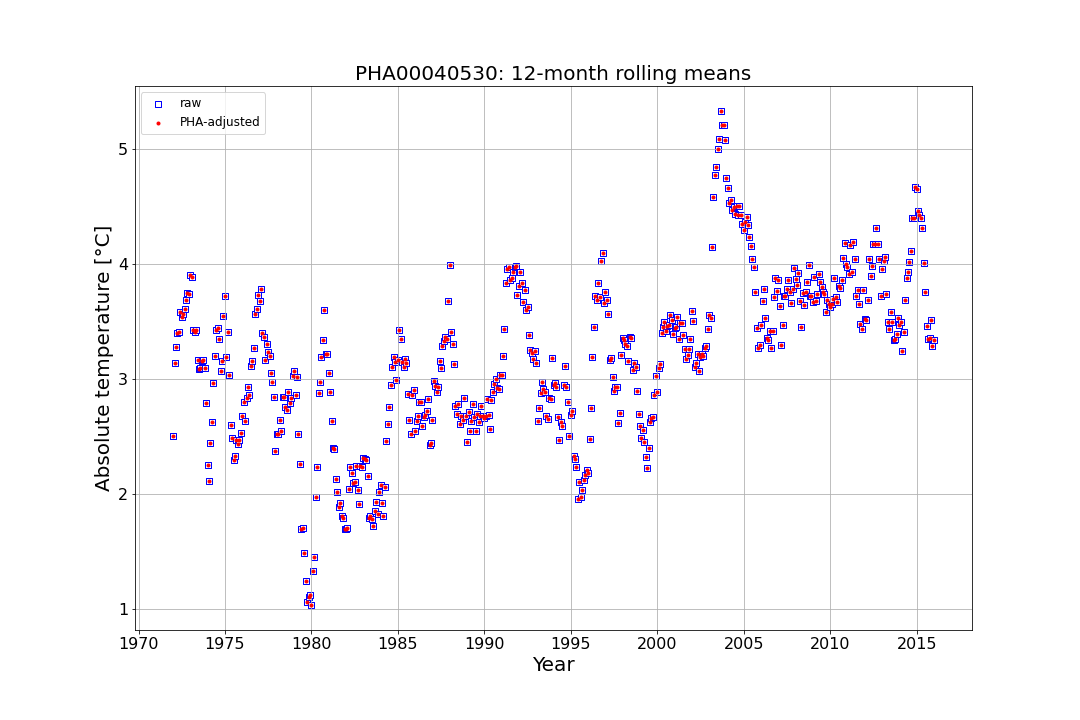 PHA00040530: 12-month rolling means
raw
PHA-adjusted
Absolute temperature [°C]
5
4
3
2
1
1970 1975 1980 1985 1990 1995 2000 2005 2010 2015
Year